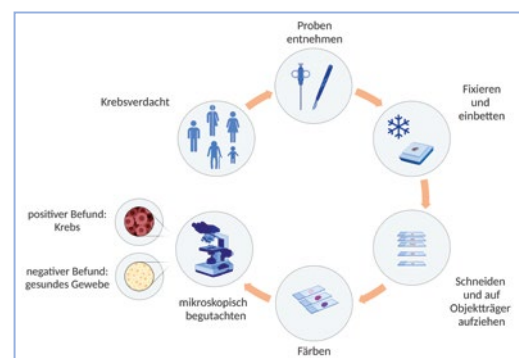 Proben
entnehmen
Krebsverdacht
Fixieren
und
einbetten
Schneiden
und auf
Objektträger
aufziehen
Färben
mikroskopisch
begutachten
positiver Befund:
Krebs
negativer Befund:
gesundes Gewebe